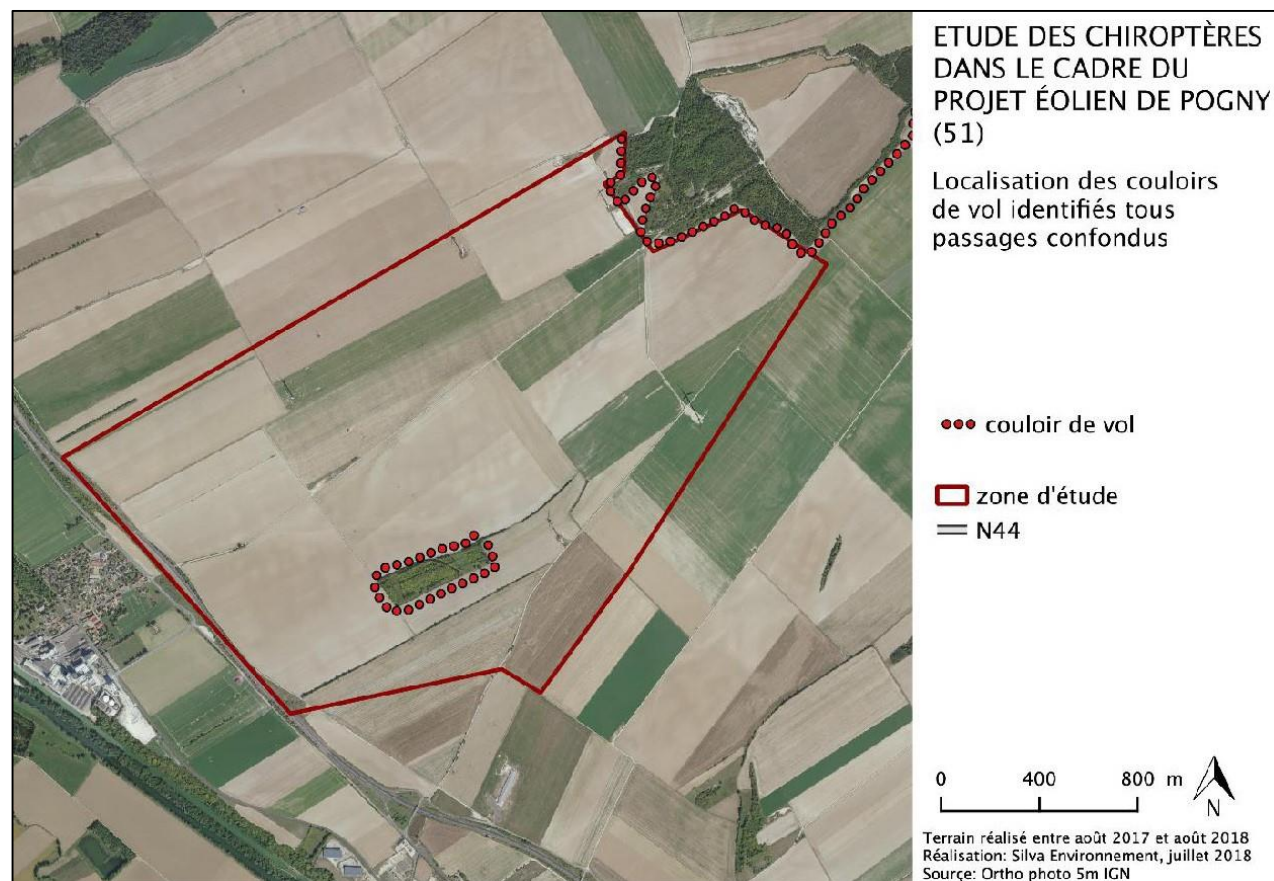 ETUDE DES CHIROPTÈRES
DANS LE CADRE DU
PROJET ÉOLIEN DE POGNY
(51)
Localisation des couloirs
de vol identifiés tous
passages confondus
couloir de vol
zone d'étude
N44
0 400 800 m
N
Terrain réalisé entre août 2017 et août 2018
Réalisation: Silva Environnement, juillet 2018
Source: Ortho photo 5m IGN